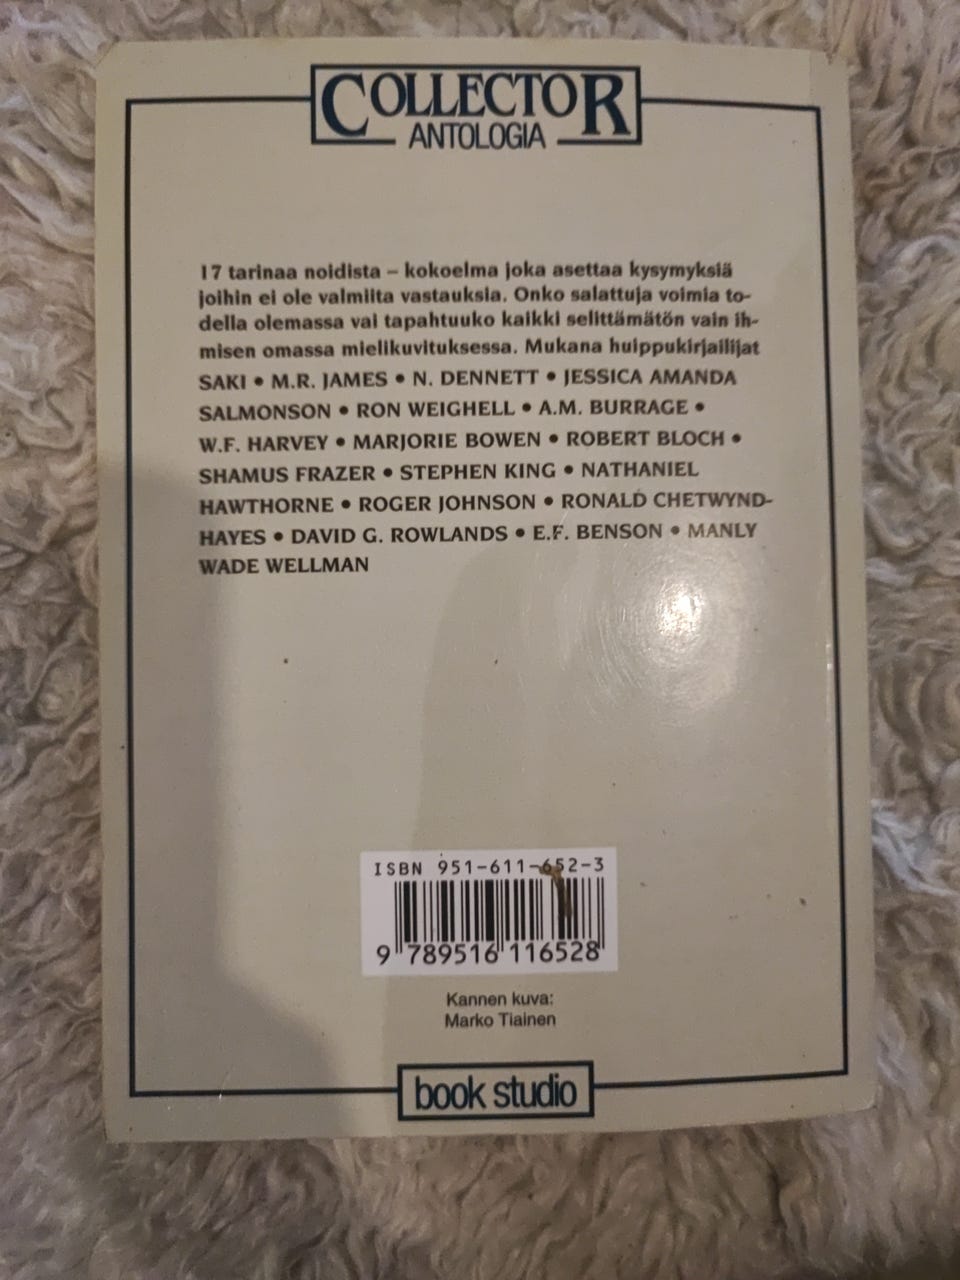 COLLECTOR
ANTOLOGIA
17 tarinaa noidista – kokoelma joka asettaa kysymyksiä
joihin ei ole valmiita vastauksia. Onko salattuja voimia to-
della olemassa vai tapahtuuko kaikki selittämätön vain ih-
misen omassa mielikuvituksessa. Mukana huippukirjailijat
SAKI • M.R. JAMES • N. DENNETT • JESSICA AMANDA
SALMONSON • RON WEIGHELL • A.M. BURRAGE •
W.F. HARVEY • MARJORIE BOWEN • ROBERT BLOCH •
SHAMUS FRAZER • STEPHEN KING • NATHANIEL
HAWTHORNE • ROGER JOHNSON • RONALD CHETWYND-
HAYES • DAVID G. ROWLANDS • E.F. BENSON • MANLY
WADE WELLMAN
ISBN 951-611-652-3
9 789516 116528
Kannen kuva:
Marko Tiainen
book studio